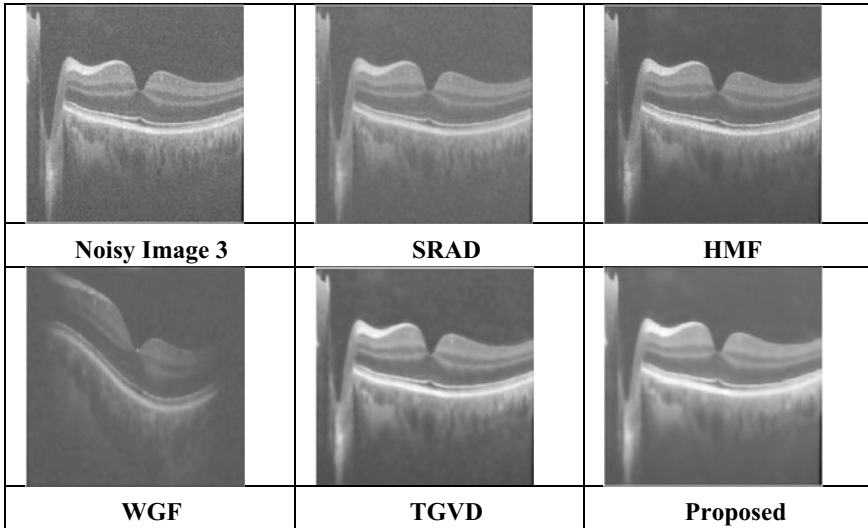 Noisy Image 3
SRAD
HMF
WGF
TGVD
Proposed